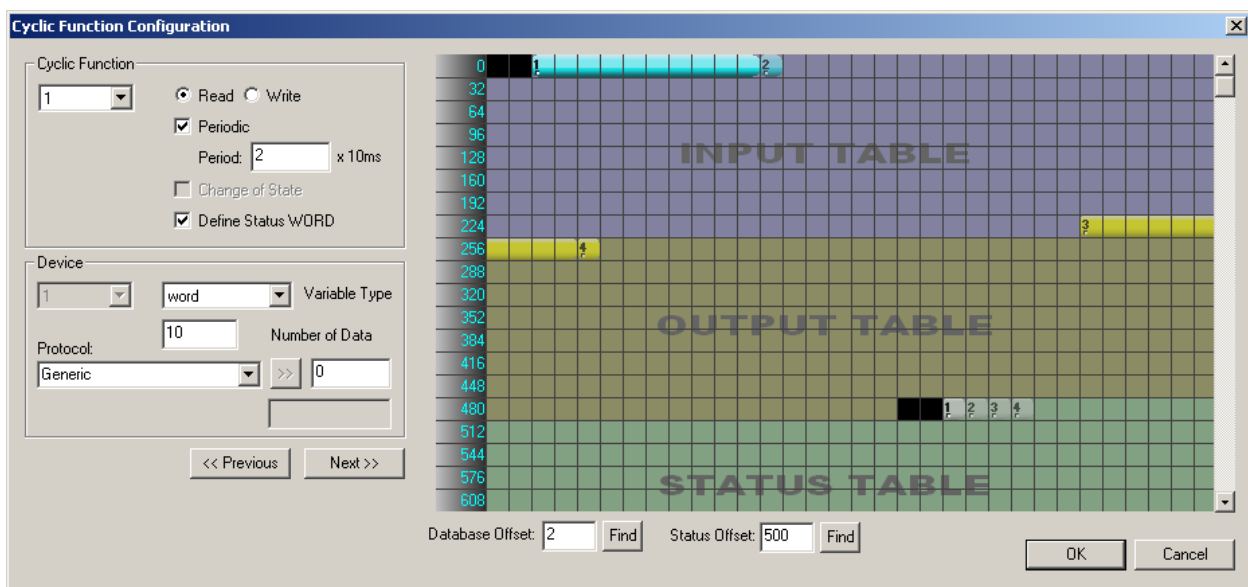 Cyclic Function Configuration
Cyclic Function
1
Read Write
Periodic
Period: 2 x 10ms
Change of State
Define Status WORD
Device
1 word Variable Type
10 Number of Data
Protocol:
Generic >> 0
<< Previous Next >>
0 1 2
32
64
96
128
INPUT TABLE
160
192
224 3
256 4
288
320
352
OUTPUT TABLE
384
416
448
480 1 2 3 4
512
544
576
STATUS TABLE
608
Database Offset: 2 Find Status Offset: 500 Find
OK Cancel